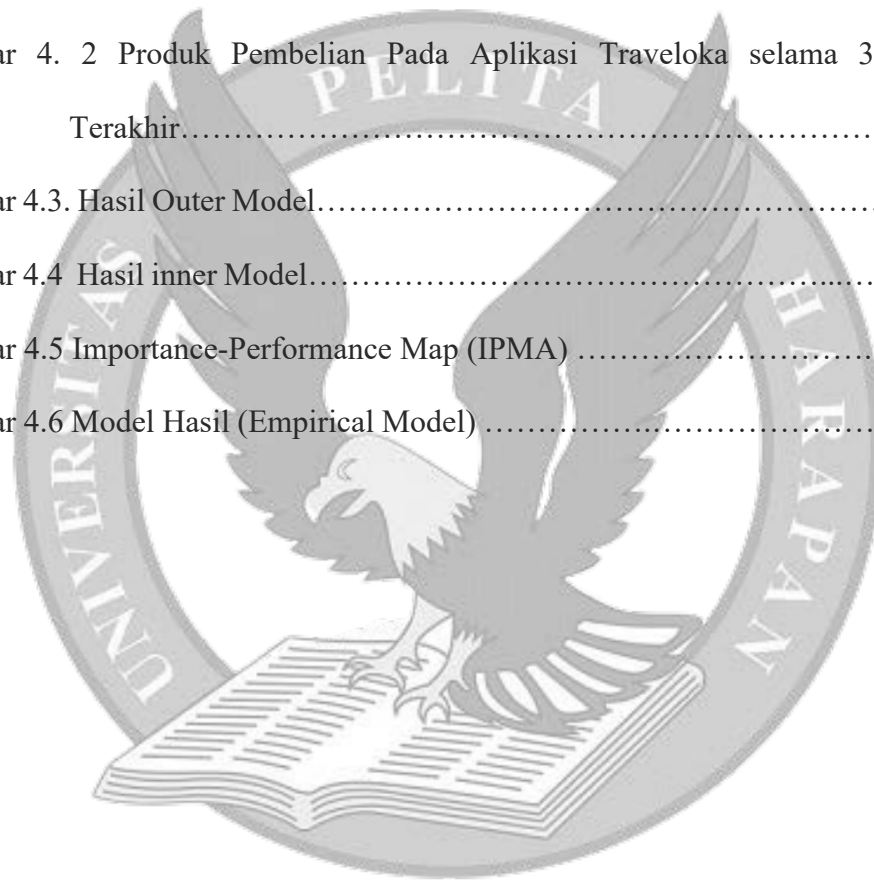 ar 4. 2 Produk Pembelian Pada Aplikasi Traveloka selama 3
Terakhir………………………………………………………………
ar 4.3. Hasil Outer Model……………………………………………………
ar 4.4 Hasil inner Model………………………………………………...….
ar 4.5 Importance-Performance Map (IPMA) …………………………….
ar 4.6 Model Hasil (Empirical Model) ……………………………………
UNIVERSITAS
PELITA
HARAPAN